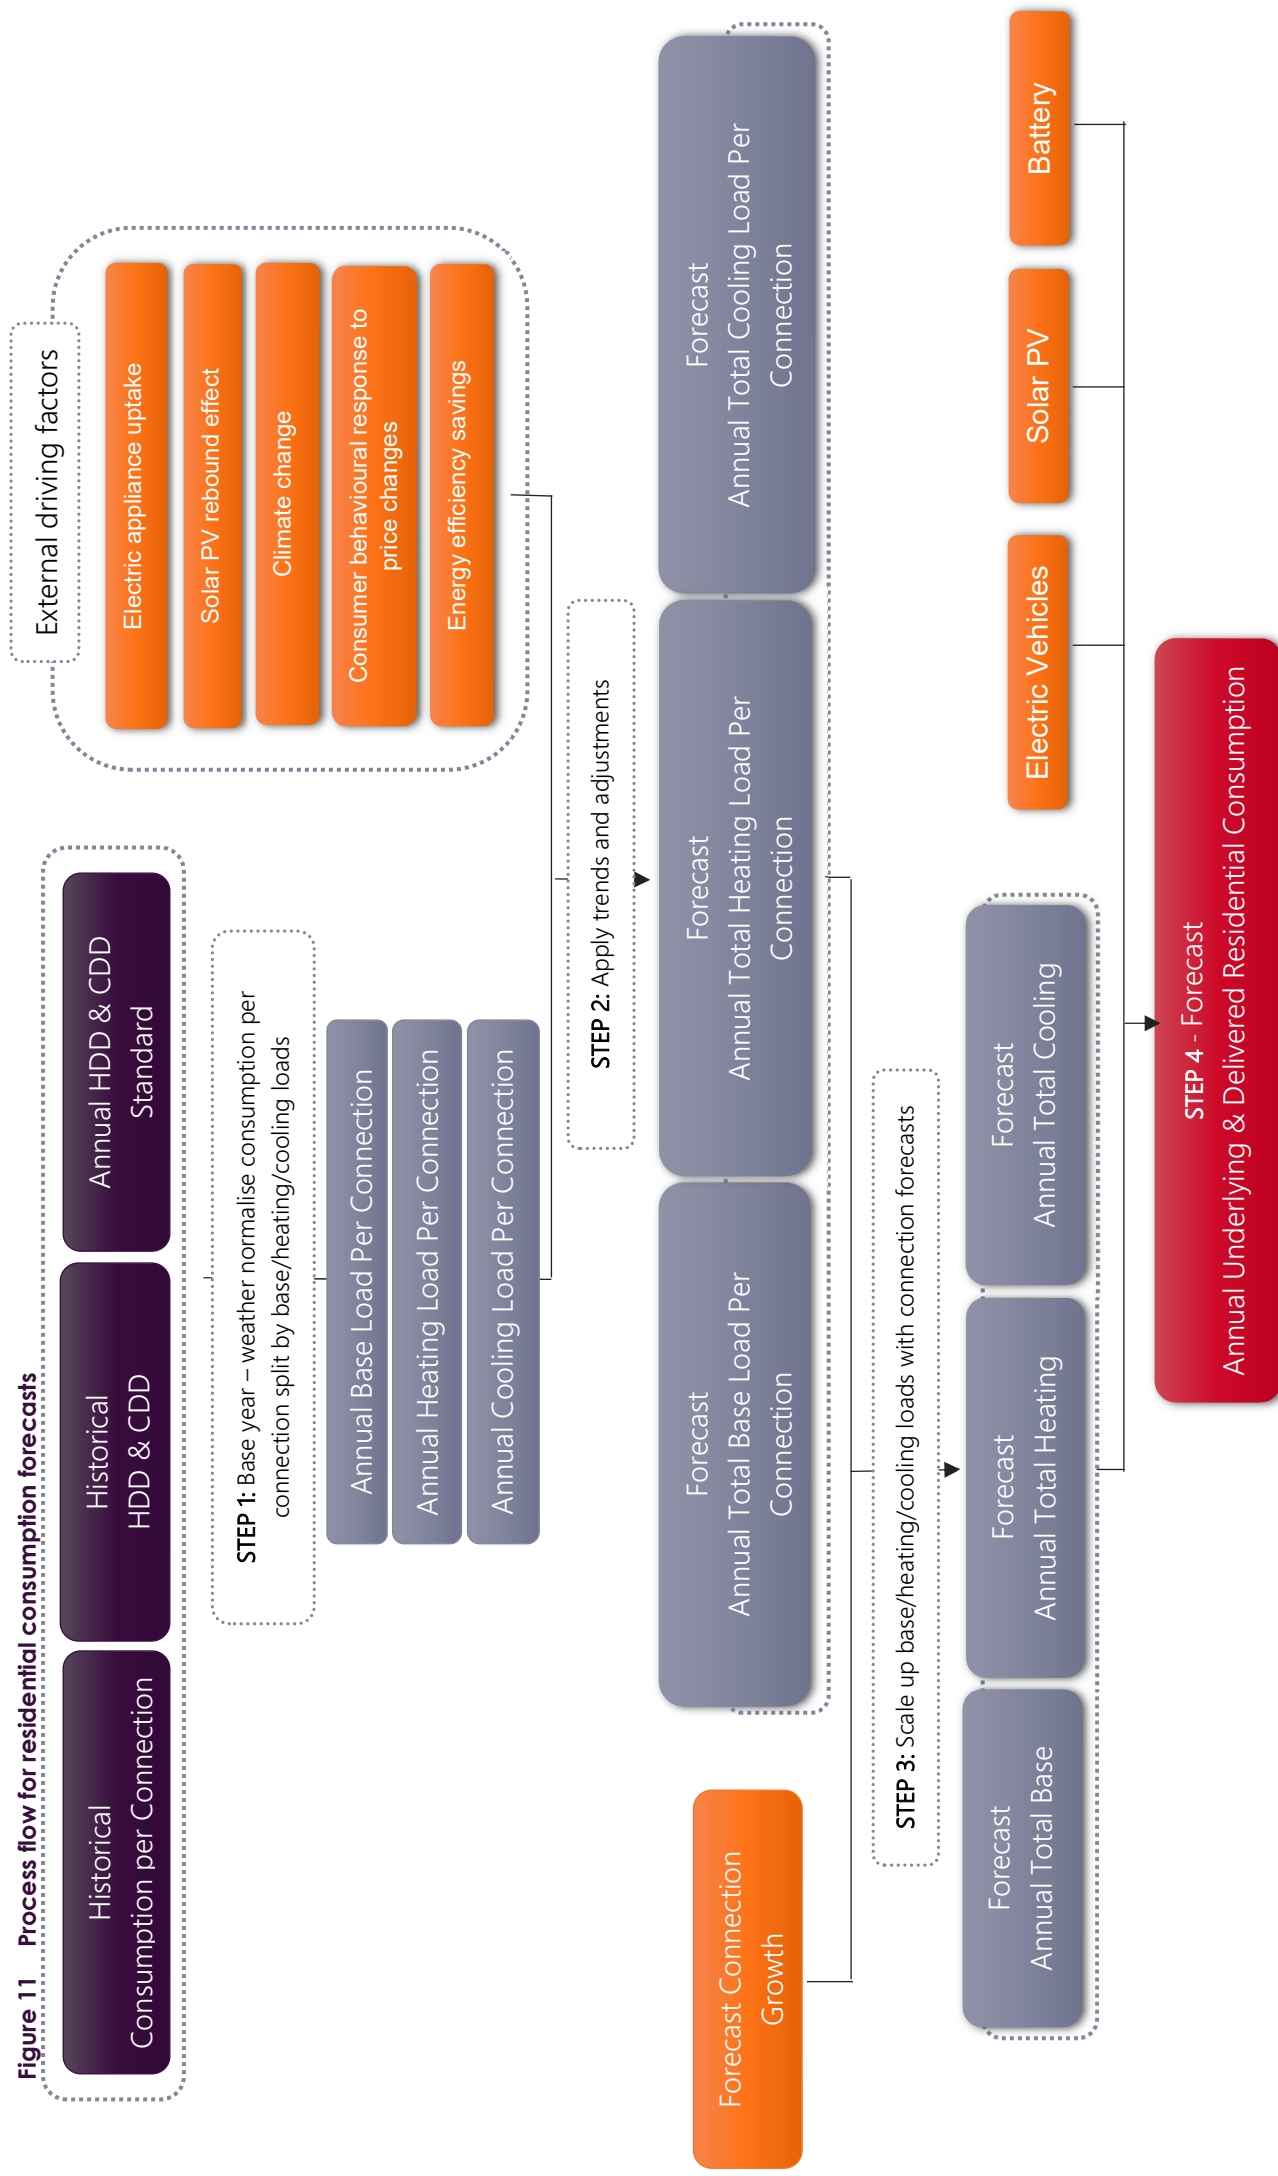 Figure 11 Process flow for residential consumption forecasts
Historical
Consumption per Connection
Historical
HDD & CDD
Annual HDD & CDD
Standard
External driving factors
Electric appliance uptake
Solar PV rebound effect
Climate change
Consumer behavioural response to
price changes
Energy efficiency savings
STEP 1: Base year – weather normalise consumption per
connection split by base/heating/cooling loads
Annual Base Load Per Connection
Annual Heating Load Per Connection
Annual Cooling Load Per Connection
STEP 2: Apply trends and adjustments
Forecast Connection
Growth
Forecast
Annual Total Base Load Per
Connection
Forecast
Annual Total Heating Load Per
Connection
Forecast
Annual Total Cooling Load Per
Connection
STEP 3: Scale up base/heating/cooling loads with connection forecasts
Forecast
Annual Total Base
Forecast
Annual Total Heating
Forecast
Annual Total Cooling
Electric Vehicles
Solar PV
Battery
STEP 4 - Forecast
Annual Underlying & Delivered Residential Consumption